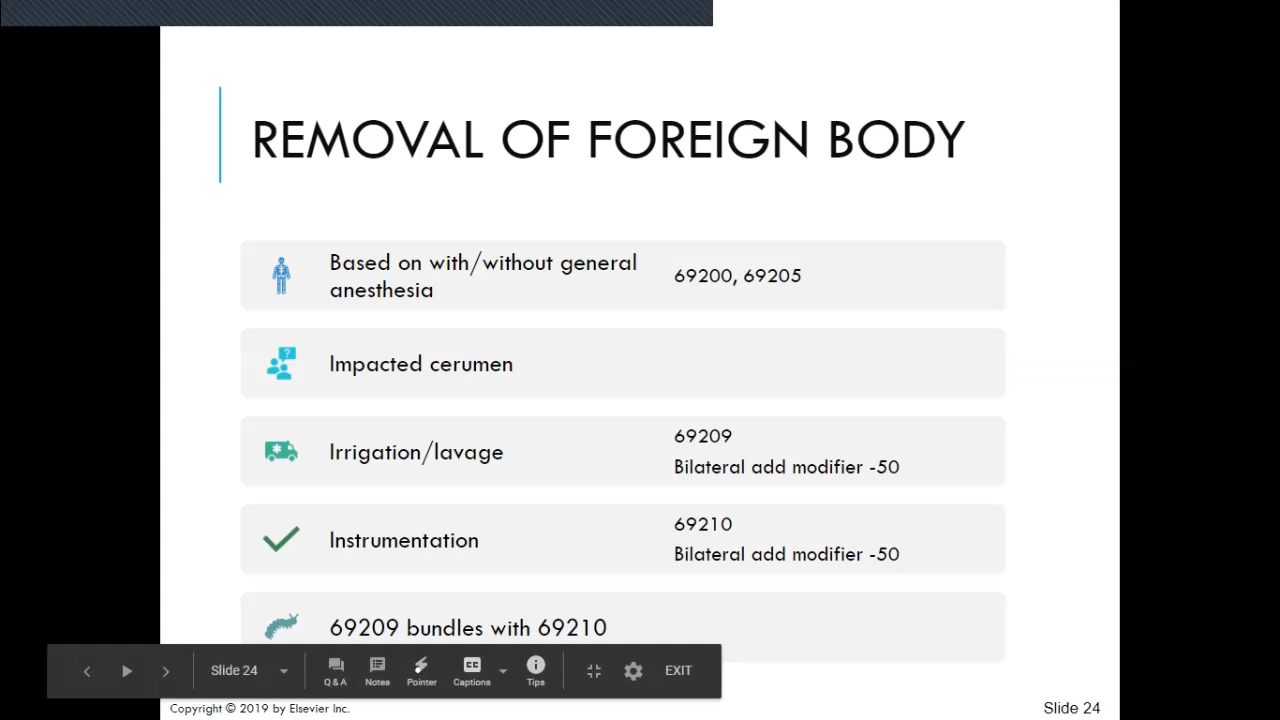 REMOVAL OF FOREIGN BODY
Based on with/without general
anesthesia
69200, 69205
?
Impacted cerumen
Irrigation/lavage
69209
Bilateral add modifier -50
Instrumentation
69210
Bilateral add modifier -50
69209 bundles with 69210
Slide 24
Q & A
Notes
Pointer
CC
Captions
Tips
EXIT
Copyright © 2019 by Elsevier Inc.
Slide 24